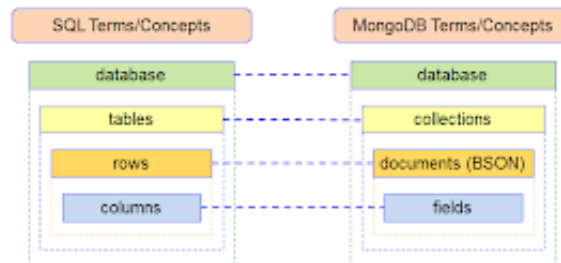 SQL Terms/Concepts MongoDB Terms/Concepts
database database
tables collections
rows documents (BSON)
columns fields